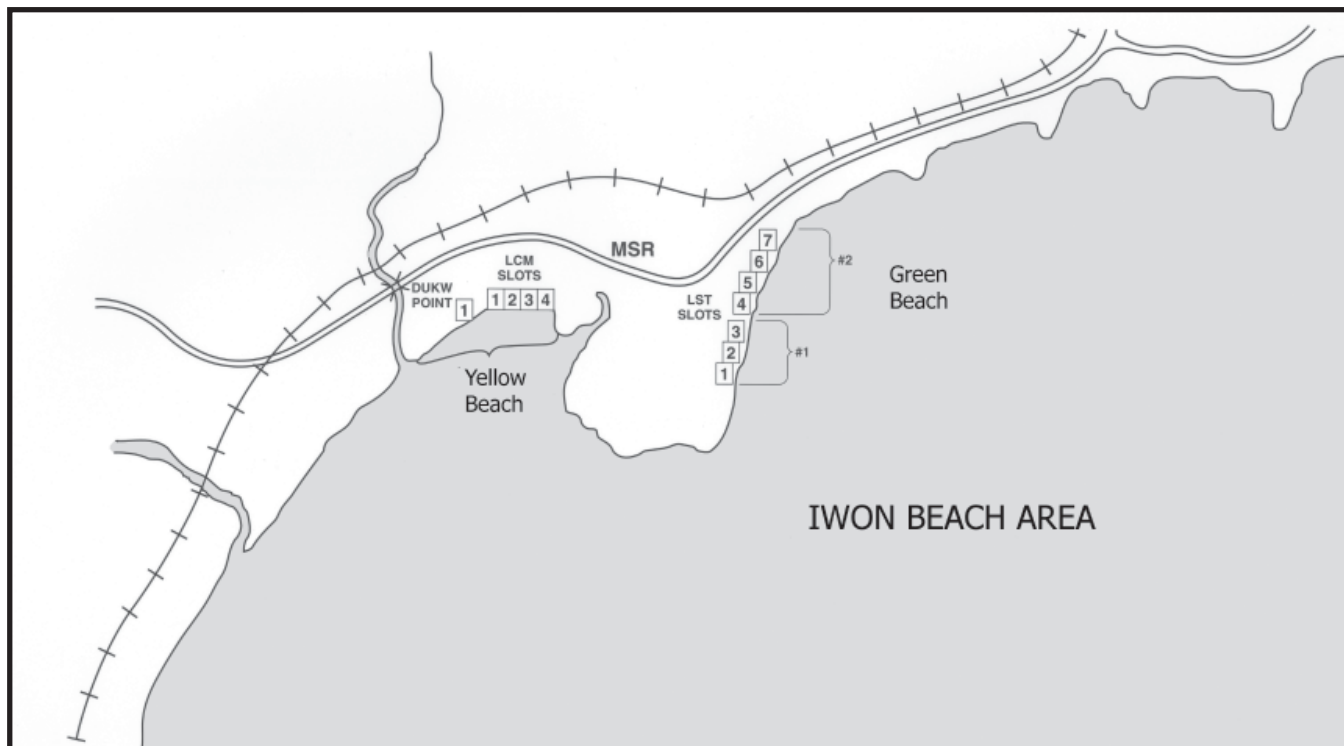 MSR
LCM
SLOTS
DUKW
POINT
1
1 2 3 4
Yellow
Beach
LST
SLOTS
7
6
5
4
3
2
1
#2
#1
Green
Beach
IWON BEACH AREA